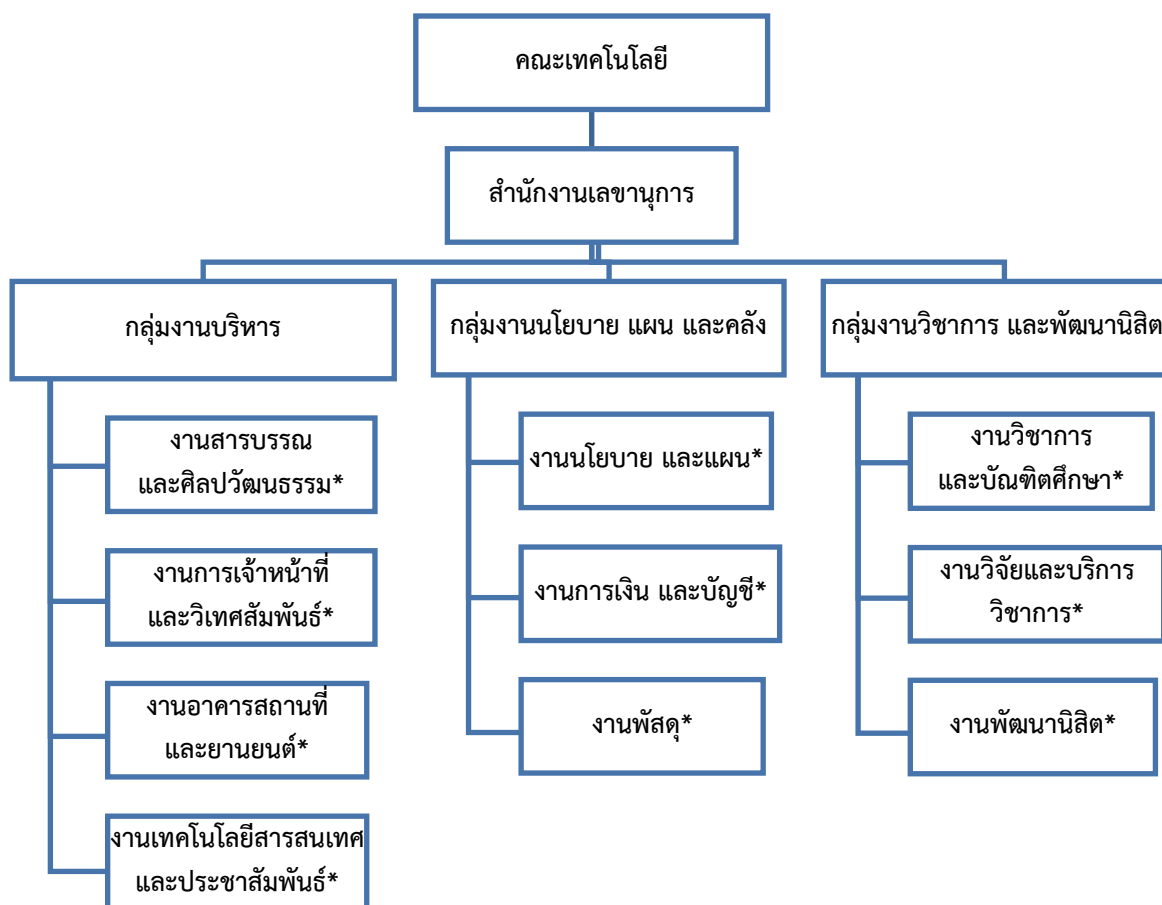 คณะเทคโนโลยี
สำนักงานเลขานุการ
กลุ่มงานบริหาร
งานสารบรรณ
และศิลปวัฒนธรรม*
งานการเจ้าหน้าที่
และวิเทศสัมพันธ์*
งานอาคารสถานที่
และยานยนต์*
งานเทคโนโลยีสารสนเทศ
และประชาสัมพันธ์*
กลุ่มงานนโยบาย แผน และคลัง
งานนโยบาย และแผน*
งานการเงิน และบัญชี*
งานพัสดุ*
กลุ่มงานวิชาการ และพัฒนานิสิต
งานวิชาการ
และบัณฑิตศึกษา*
งานวิจัยและบริการ
วิชาการ*
งานพัฒนานิสิต*